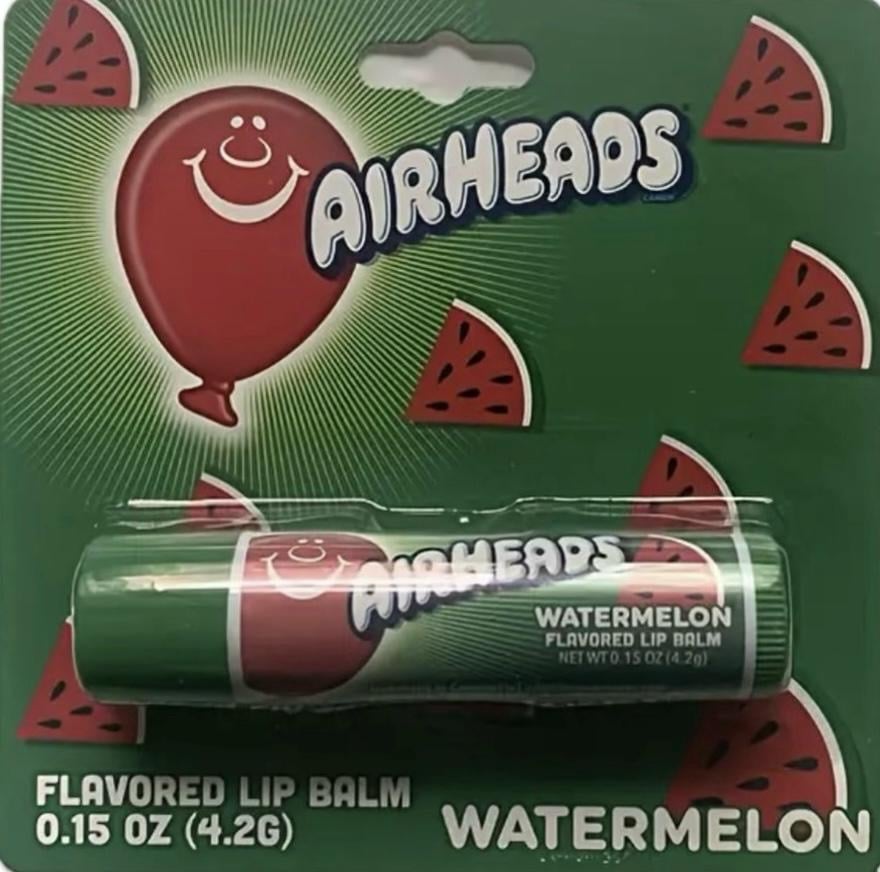 AIRHEADS
CANDY
AIRHEADS
WATERMELON
FLAVORED LIP BALM
NET WT 0.15 OZ (4.2g)
FLAVORED LIP BALM
0.15 OZ (4.2G)
WATERMELON